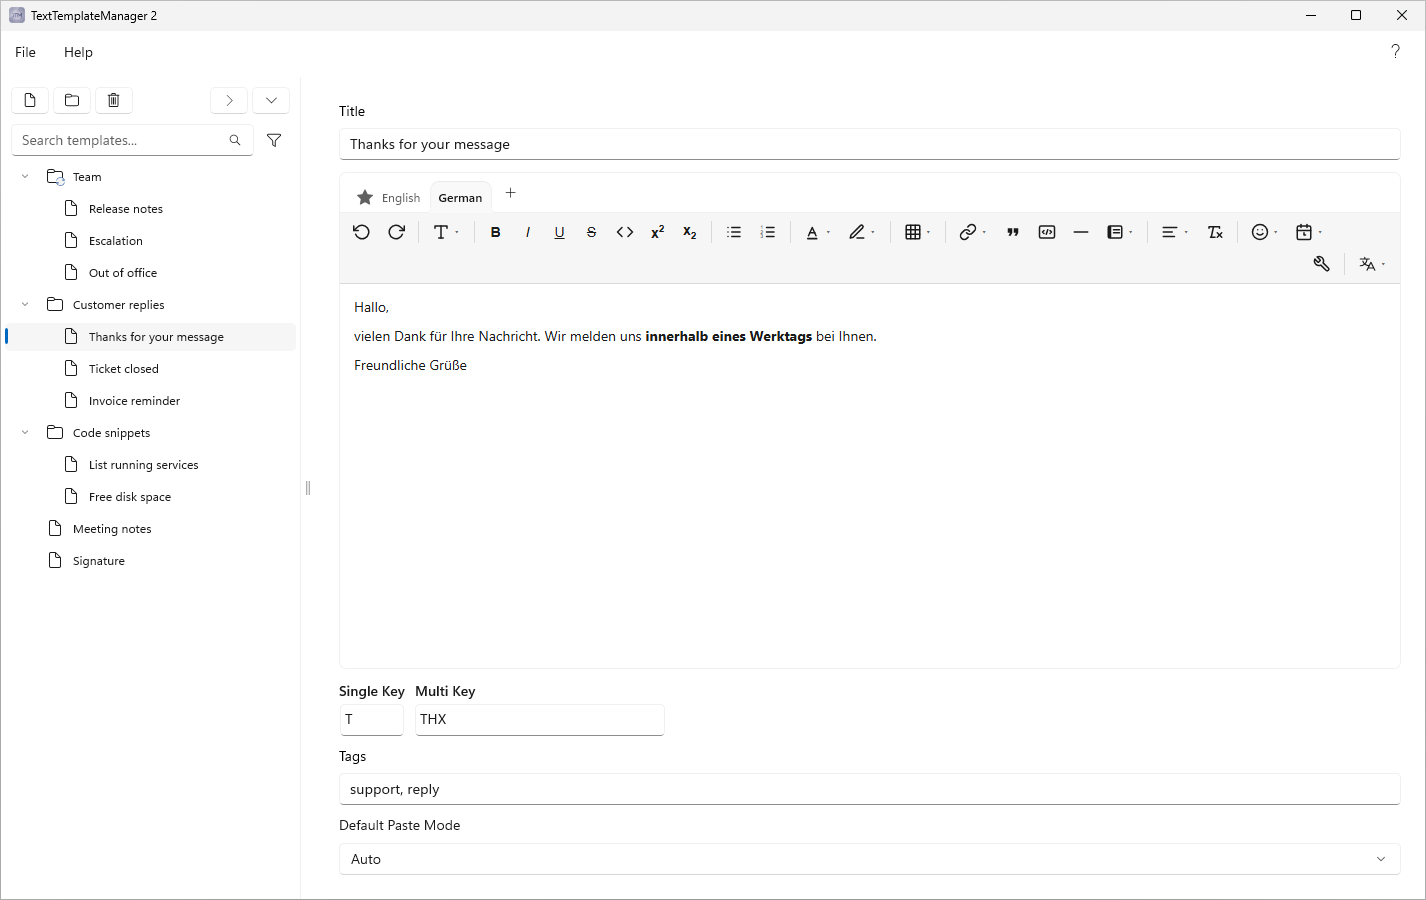 TextTemplateManager 2
File Help ?
Title
Search templates...
Thanks for your message
Team
English German +
Release notes
Escalation
Out of office
Customer replies
Hallo,
Thanks for your message
vielen Dank für Ihre Nachricht. Wir melden uns innerhalb eines Werktags bei Ihnen.
Ticket closed
Freundliche Grüße
Invoice reminder
Code snippets
List running services
Free disk space
Meeting notes
Signature
Single Key Multi Key
T THX
Tags
support, reply
Default Paste Mode
Auto